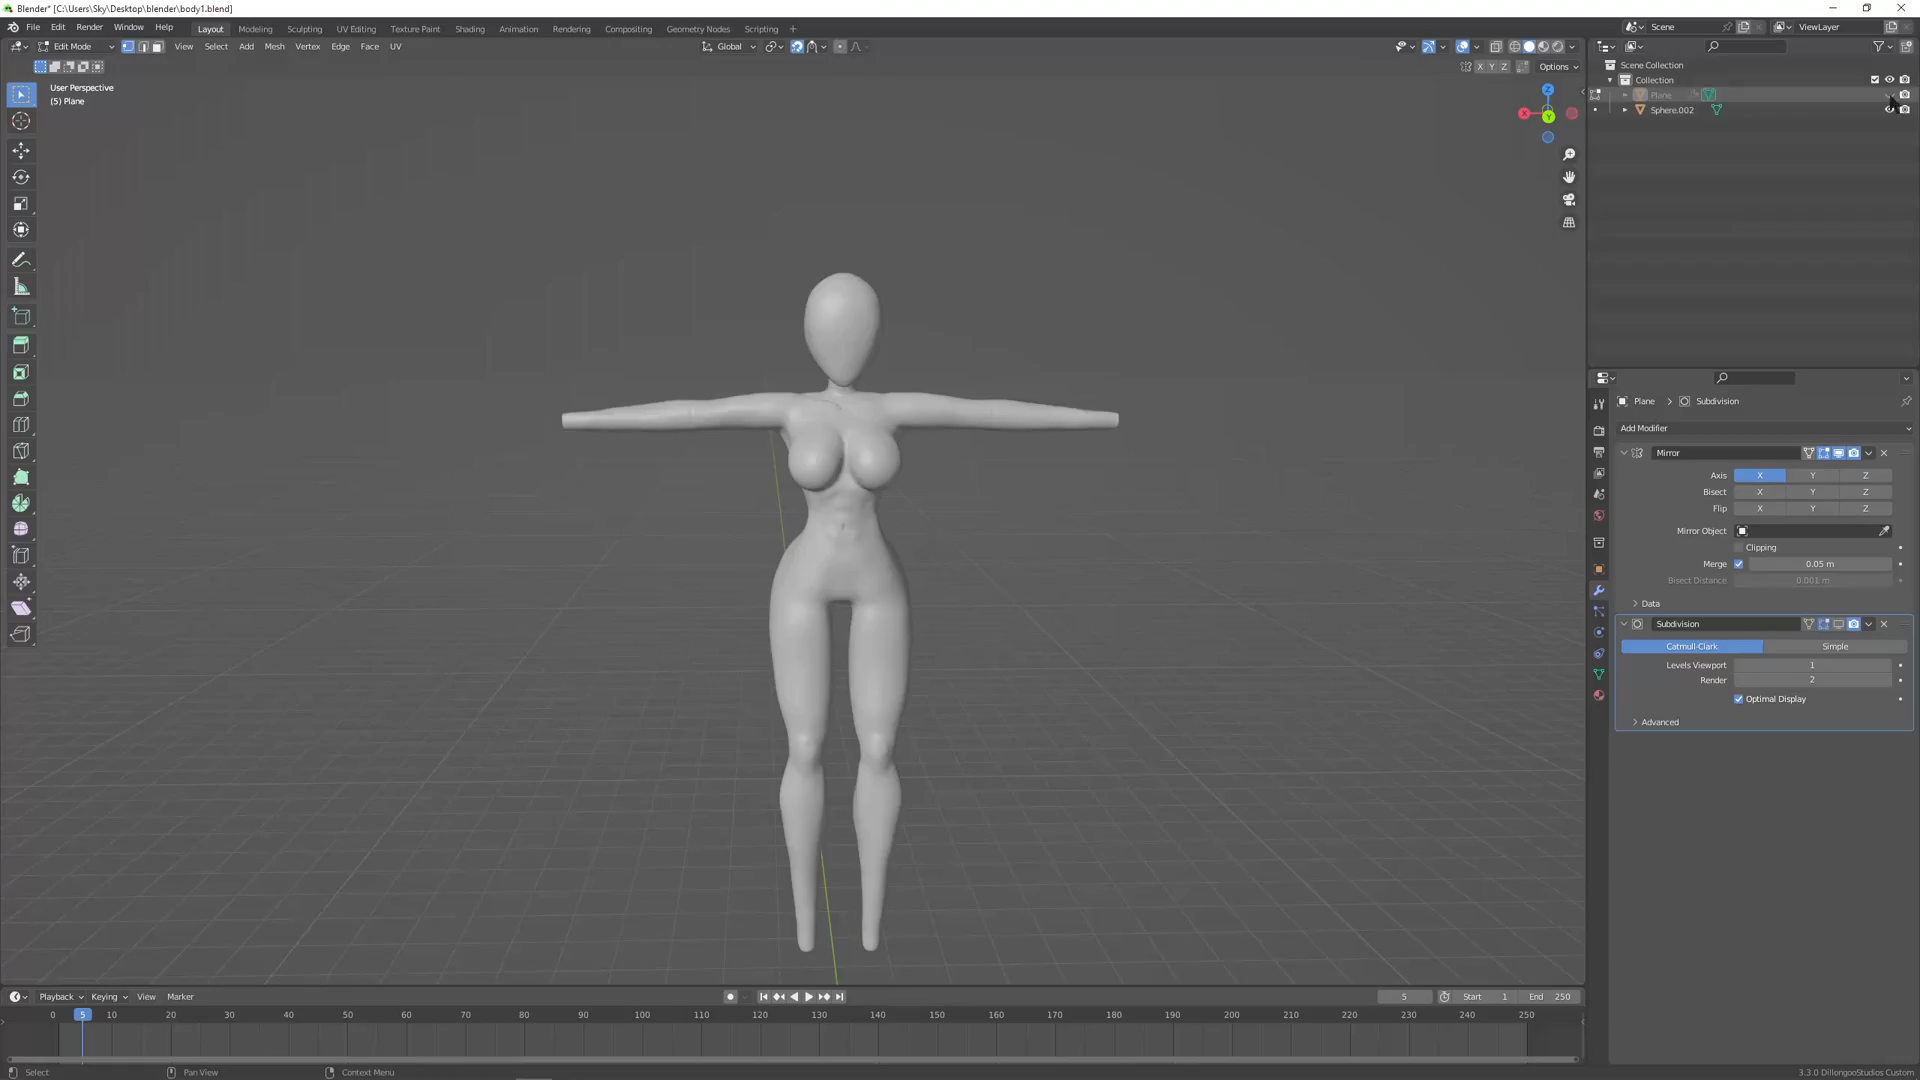 Blender* [C:\Users\Sky\Desktop\blender\body1.blend]
File Edit Render Window Help Layout Modeling Sculpting UV Editing Texture Paint Shading Animation Rendering Compositing Geometry Nodes Scripting + Scene ViewLayer
Edit Mode View Select Add Mesh Vertex Edge Face UV Global
X Y Z Options
User Perspective
(5) Plane
Z
X
Y
Scene Collection
Collection
Plane
Sphere.002
Plane > Subdivision
Add Modifier
Mirror
Axis X Y Z
Bisect X Y Z
Flip X Y Z
Mirror Object
Clipping
Merge 0.05 m
Bisect Distance 0.001 m
Data
Subdivision
Catmull-Clark Simple
Levels Viewport 1
Render 2
Optimal Display
Advanced
Playback Keying View Marker 5 Start 1 End 250
0 5 10 20 30 40 50 60 70 80 90 100 110 120 130 140 150 160 170 180 190 200 210 220 230 240 250
Select Pan View Context Menu 3.3.0 DillongooStudios Custom